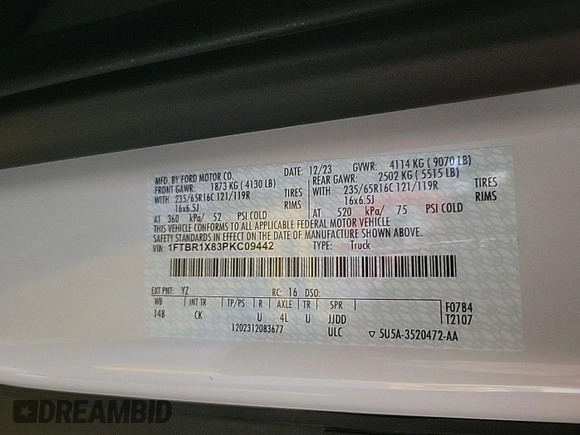 MFD. BY FORD MOTOR CO.
DATE: 12/23 GVWR: 4114 KG ( 9070 LB)
FRONT GAWR: 1873 KG ( 4130 LB) REAR GAWR: 2502 KG ( 5515 LB)
WITH 235/65R16C 121/119R TIRES WITH 235/65R16C 121/119R TIRES
16x6.5J RIMS 16x6.5J RIMS
AT 360 kPa/ 52 PSI COLD AT 520 kPa/ 75 PSI COLD
THIS VEHICLE CONFORMS TO ALL APPLICABLE FEDERAL MOTOR VEHICLE
SAFETY STANDARDS IN EFFECT ON THE DATE OF MANUFACTURE SHOWN ABOVE.
VIN: 1FTBR1X83PKC09442 TYPE: Truck
EXT PNT: YZ RC: 16 DSO:
WB INT TR TP/PS R AXLE TR SPR F0784
148 CK U 4L U JJDD T2107
1202312083677 ULC 5U5A-3520472-AA
DREAMBID